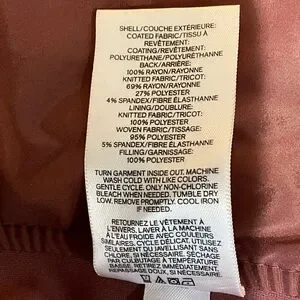 SHELL/COUCHE EXTÉRIEURE:
COATED FABRIC/TISSU À
REVÊTEMENT:
COATING/REVÊTEMENT:
POLYURETHANE/POLYURÉTHANE
BACK/ARRIÈRE:
100% RAYON/RAYONNE
KNITTED FABRIC/TRICOT:
69% RAYON/RAYONNE
27% POLYESTER
4% SPANDEX/FIBRE ÉLASTHANNE
LINING/DOUBLURE:
KNITTED FABRIC/TRICOT:
100% POLYESTER
WOVEN FABRIC/TISSAGE:
95% POLYESTER
5% SPANDEX/FIBRE ÉLASTHANNE
FILLING/GARNISSAGE:
100% POLYESTER
TURN GARMENT INSIDE OUT. MACHINE
WASH COLD WITH LIKE COLORS.
GENTLE CYCLE. ONLY NON-CHLORINE
BLEACH WHEN NEEDED. TUMBLE DRY
LOW. REMOVE PROMPTLY. COOL IRON
IF NEEDED.
RETOURNEZ LE VÊTEMENT À
L'ENVERS. LAVER À LA MACHINE
À L'EAU FROIDE AVEC COULEURS
SIMILAIRES, CYCLE DÉLICAT. UTILISEZ
SEULEMENT DU JAVELLISANT SANS
CHLORE, SI NÉCESSAIRE. SÉCHAGE
PAR CULBUTAGE À TEMPÉRATURE
BASSE. RETIREZ IMMÉDIATEMENT.
REPASSAGE DOUX SI NÉCESSAIRE.